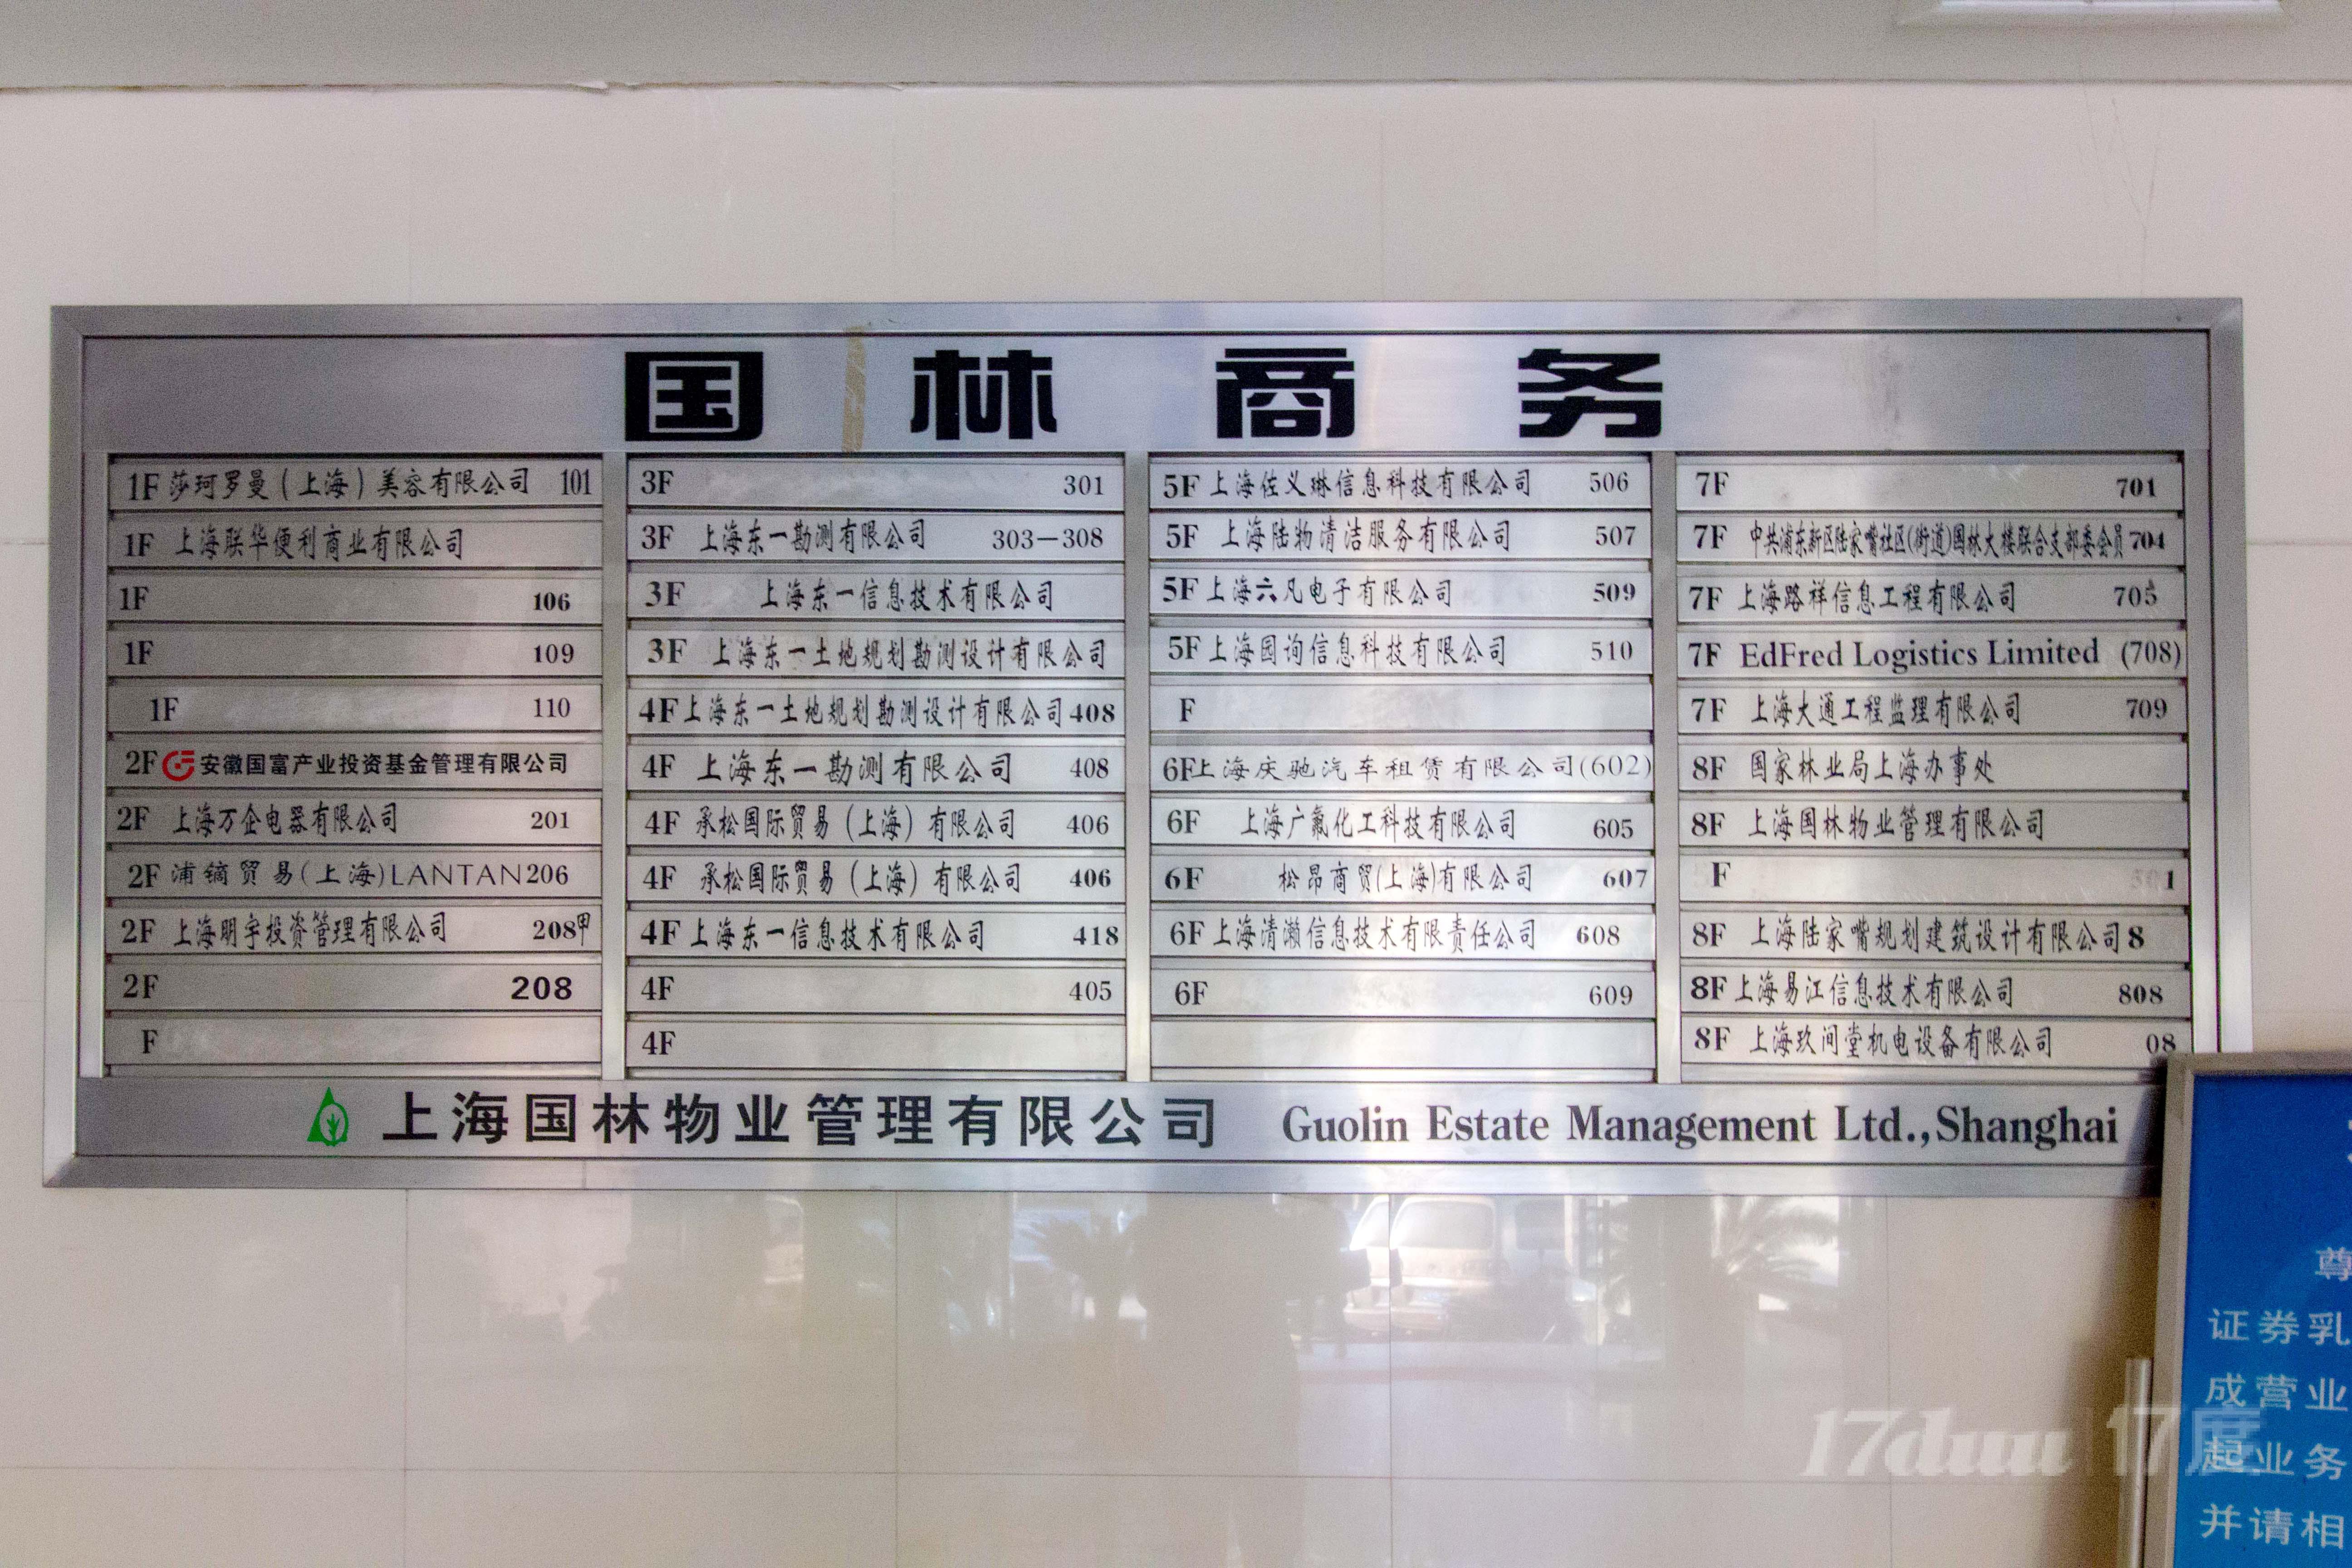 国林商务
1F 莎珂罗曼（上海）美容有限公司 101
1F 上海联华便利商业有限公司
1F 106
1F 109
1F 110
2F 安徽国富产业投资基金管理有限公司
2F 上海万企电器有限公司 201
2F 浦镝贸易(上海)LANTAN206
2F 上海明宇投资管理有限公司 208甲
2F 208
F
3F 301
3F 上海东一勘测有限公司 303—308
3F 上海东一信息技术有限公司
3F 上海东一土地规划勘测设计有限公司
4F 上海东一土地规划勘测设计有限公司 408
4F 上海东一勘测有限公司 408
4F 承松国际贸易（上海）有限公司 406
4F 承松国际贸易（上海）有限公司 406
4F 上海东一信息技术有限公司 418
4F 405
4F
5F 上海佐义琳信息科技有限公司 506
5F 上海陆物清洁服务有限公司 507
5F 上海六凡电子有限公司 509
5F 上海园询信息科技有限公司 510
F
6F 上海庆驰汽车租赁有限公司(602)
6F 上海广氟化工科技有限公司 605
6F 松昂商贸(上海)有限公司 607
6F 上海清濑信息技术有限责任公司 608
6F 609
7F 701
7F 中共浦东新区陆家嘴社区(街道)国林大楼联合支部委会员 704
7F 上海路祥信息工程有限公司 705
7F EdFred Logistics Limited (708)
7F 上海大通工程监理有限公司 709
8F 国家林业局上海办事处
8F 上海国林物业管理有限公司
F 1
8F 上海陆家嘴规划建筑设计有限公司 8
8F 上海易江信息技术有限公司 808
8F 上海玖间堂机电设备有限公司 08
上海国林物业管理有限公司 Guolin Estate Management Ltd.,Shanghai
尊
证券乳
成营业
起业务
并请相
17duu 17度